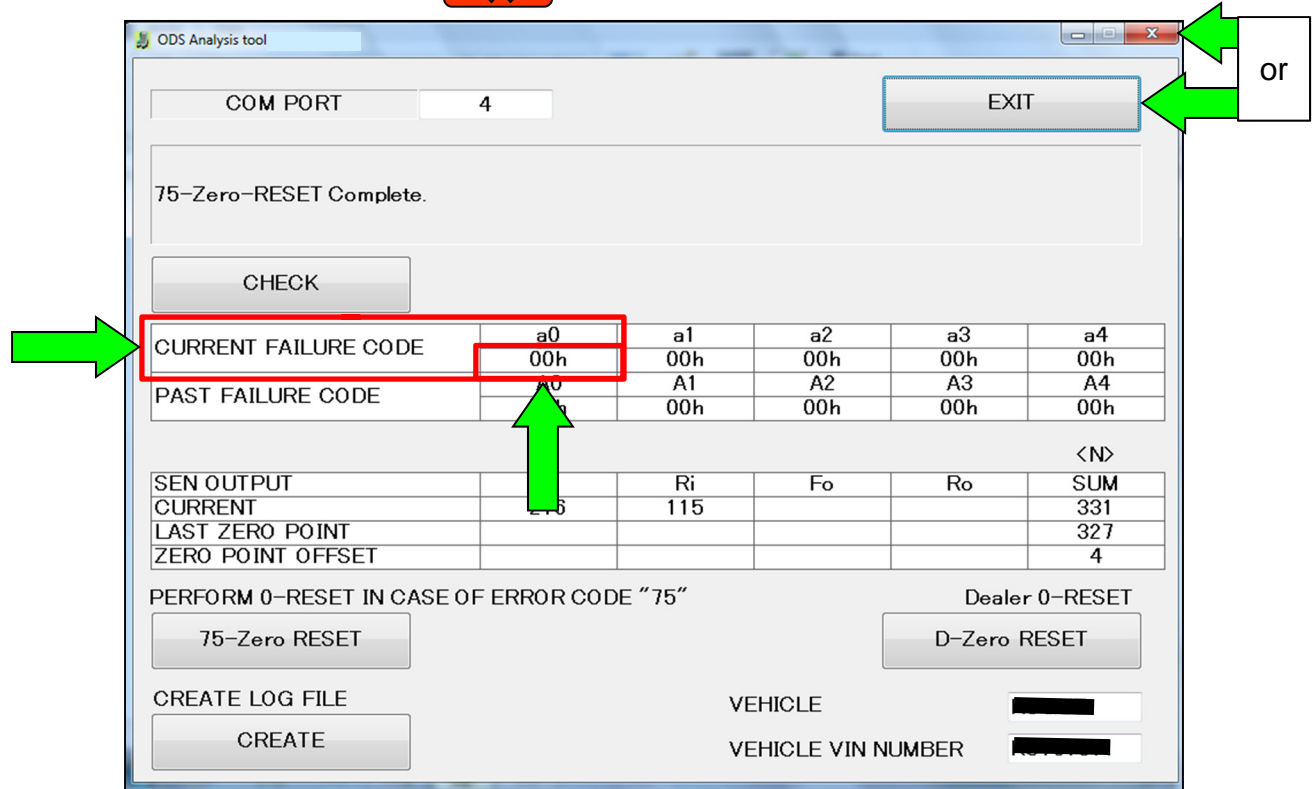 ODS Analysis tool
or
COM PORT 4 EXIT
75-Zero-RESET Complete.
CHECK
CURRENT FAILURE CODE a0 a1 a2 a3 a4
00h 00h 00h 00h 00h
PAST FAILURE CODE A0 A1 A2 A3 A4
00h 00h 00h
<N>
SEN OUTPUT Ri Fo Ro SUM
CURRENT 115 331
LAST ZERO POINT 327
ZERO POINT OFFSET 4
PERFORM 0-RESET IN CASE OF ERROR CODE "75" Dealer 0-RESET
75-Zero RESET D-Zero RESET
CREATE LOG FILE
VEHICLE
CREATE
VEHICLE VIN NUMBER